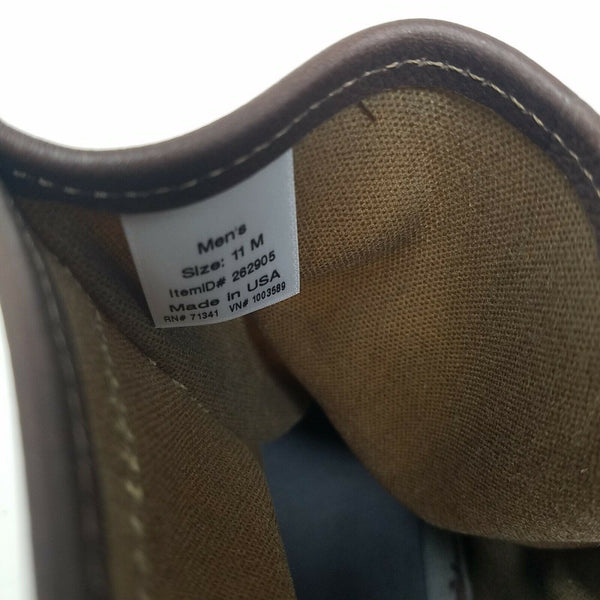 Men's
Size: 11 M
ItemID# 262905
Made in USA
RN# 71341 VN# 1003589